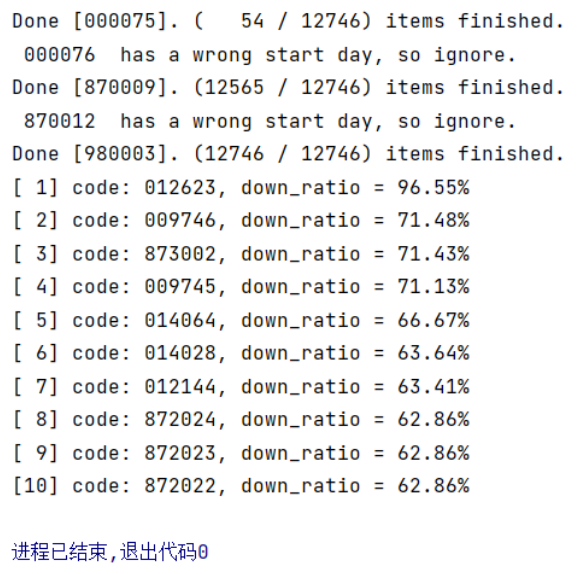 Done [000075]. (   54 / 12746) items finished.
 000076  has a wrong start day, so ignore.
Done [870009]. (12565 / 12746) items finished.
 870012  has a wrong start day, so ignore.
Done [980003]. (12746 / 12746) items finished.
[ 1] code: 012623, down_ratio = 96.55%
[ 2] code: 009746, down_ratio = 71.48%
[ 3] code: 873002, down_ratio = 71.43%
[ 4] code: 009745, down_ratio = 71.13%
[ 5] code: 014064, down_ratio = 66.67%
[ 6] code: 014028, down_ratio = 63.64%
[ 7] code: 012144, down_ratio = 63.41%
[ 8] code: 872024, down_ratio = 62.86%
[ 9] code: 872023, down_ratio = 62.86%
[10] code: 872022, down_ratio = 62.86%
进程已结束,退出代码0